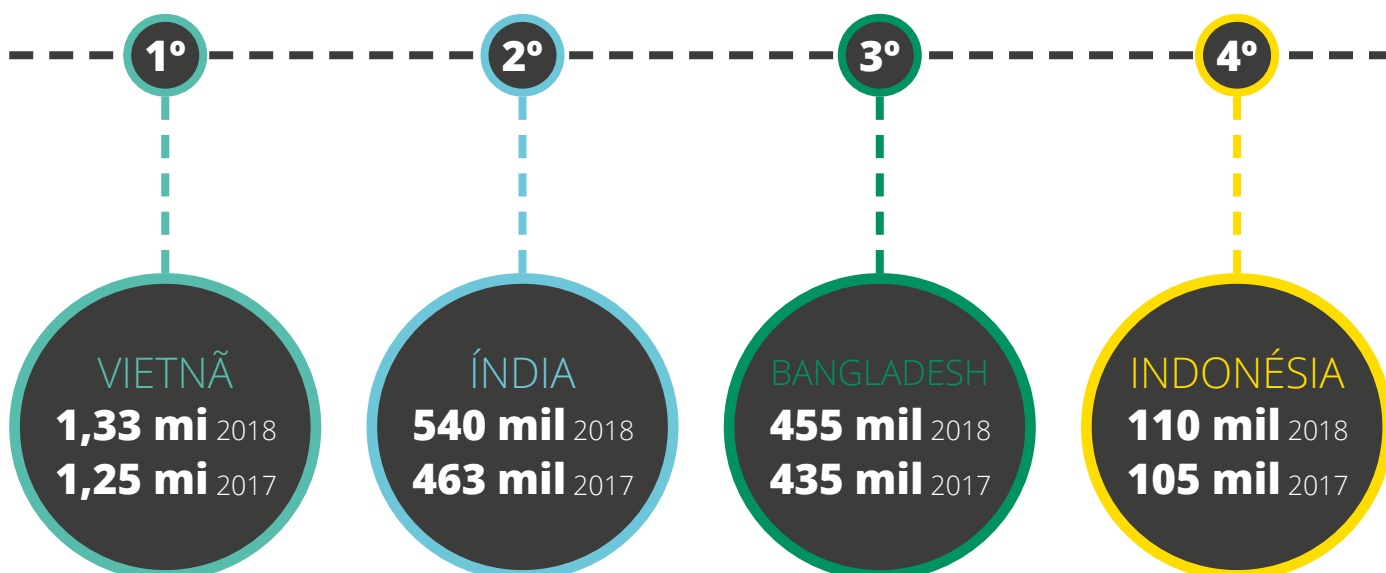 1º
2º
3º
4º
VIETNÃ
1,33 mi 2018
1,25 mi 2017
ÍNDIA
540 mil 2018
463 mil 2017
BANGLADESH
455 mil 2018
435 mil 2017
INDONÉSIA
110 mil 2018
105 mil 2017